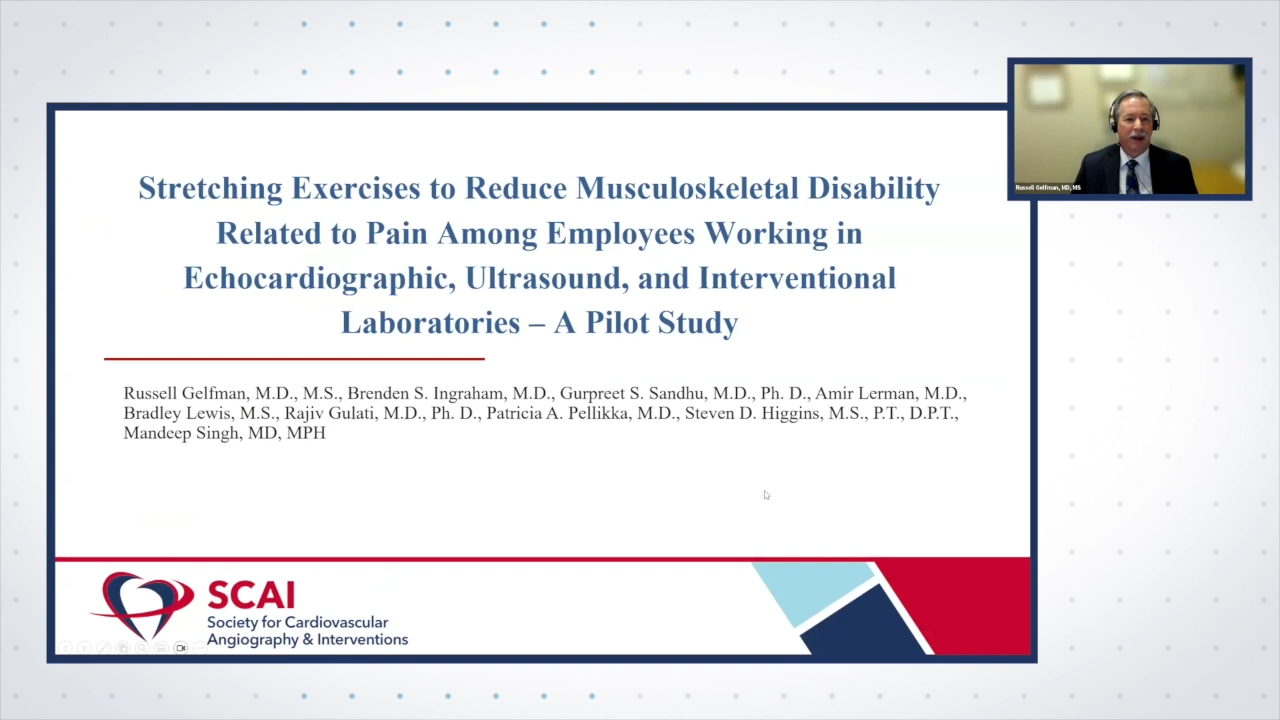 Stretching Exercises to Reduce Musculoskeletal Disability
Related to Pain Among Employees Working in
Echocardiographic, Ultrasound, and Interventional
Laboratories – A Pilot Study
Russell Gelfman, M.D., M.S., Brenden S. Ingraham, M.D., Gurpreet S. Sandhu, M.D., Ph. D., Amir Lerman, M.D.,
Bradley Lewis, M.S., Rajiv Gulati, M.D., Ph. D., Patricia A. Pellikka, M.D., Steven D. Higgins, M.S., P.T., D.P.T.,
Mandeep Singh, MD, MPH
Russell Gelfman, MD, MS
SCAI
Society for Cardiovascular
Angiography & Interventions